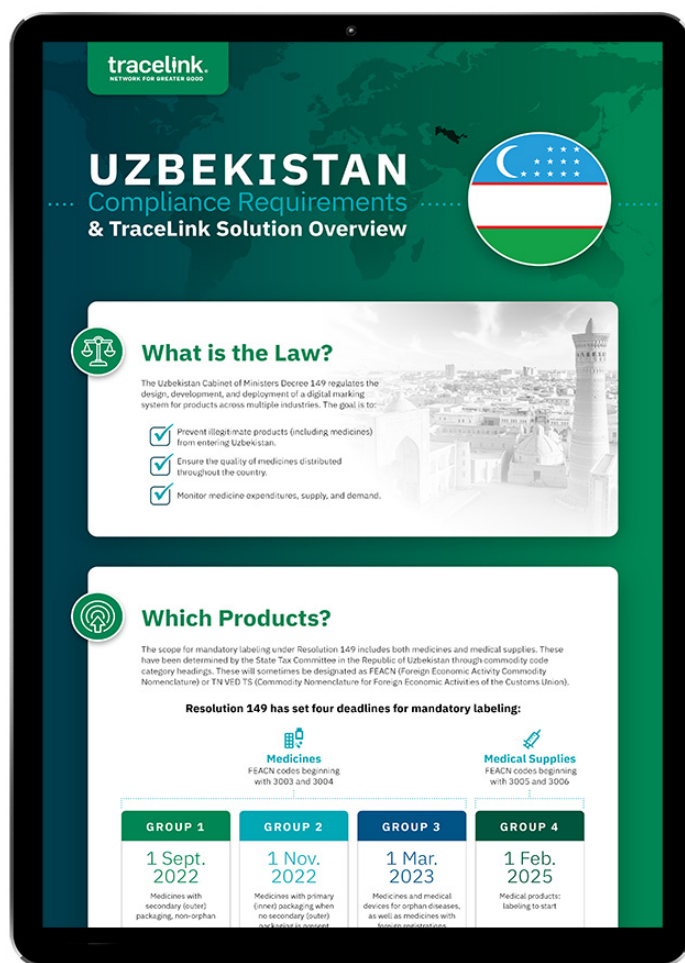 tracelink.
NETWORK FOR GREATER GOOD
UZBEKISTAN
Compliance Requirements
& TraceLink Solution Overview
What is the Law?
The Uzbekistan Cabinet of Ministers Decree 149 regulates the
design, development, and deployment of a digital marking
system for products across multiple industries. The goal is to:
Prevent illegitimate products (including medicines)
from entering Uzbekistan.
Ensure the quality of medicines distributed
throughout the country.
Monitor medicine expenditures, supply, and demand.
Which Products?
The scope for mandatory labeling under Resolution 149 includes both medicines and medical supplies. These
have been determined by the State Tax Committee in the Republic of Uzbekistan through commodity code
category headings. These will sometimes be designated as FEACN (Foreign Economic Activity Commodity
Nomenclature) or TN VED TS (Commodity Nomenclature for Foreign Economic Activities of the Customs Union).
Resolution 149 has set four deadlines for mandatory labeling:
Medicines
FEACN codes beginning
with 3003 and 3004
Medical Supplies
FEACN codes beginning
with 3005 and 3006
GROUP 1
1 Sept.
2022
Medicines with
secondary (outer)
packaging, non-orphan
GROUP 2
1 Nov.
2022
Medicines with primary
(inner) packaging when
no secondary (outer)
packaging is present
GROUP 3
1 Mar.
2023
Medicines and medical
devices for orphan diseases,
as well as medicines with
foreign registrations
GROUP 4
1 Feb.
2025
Medical products:
labeling to start